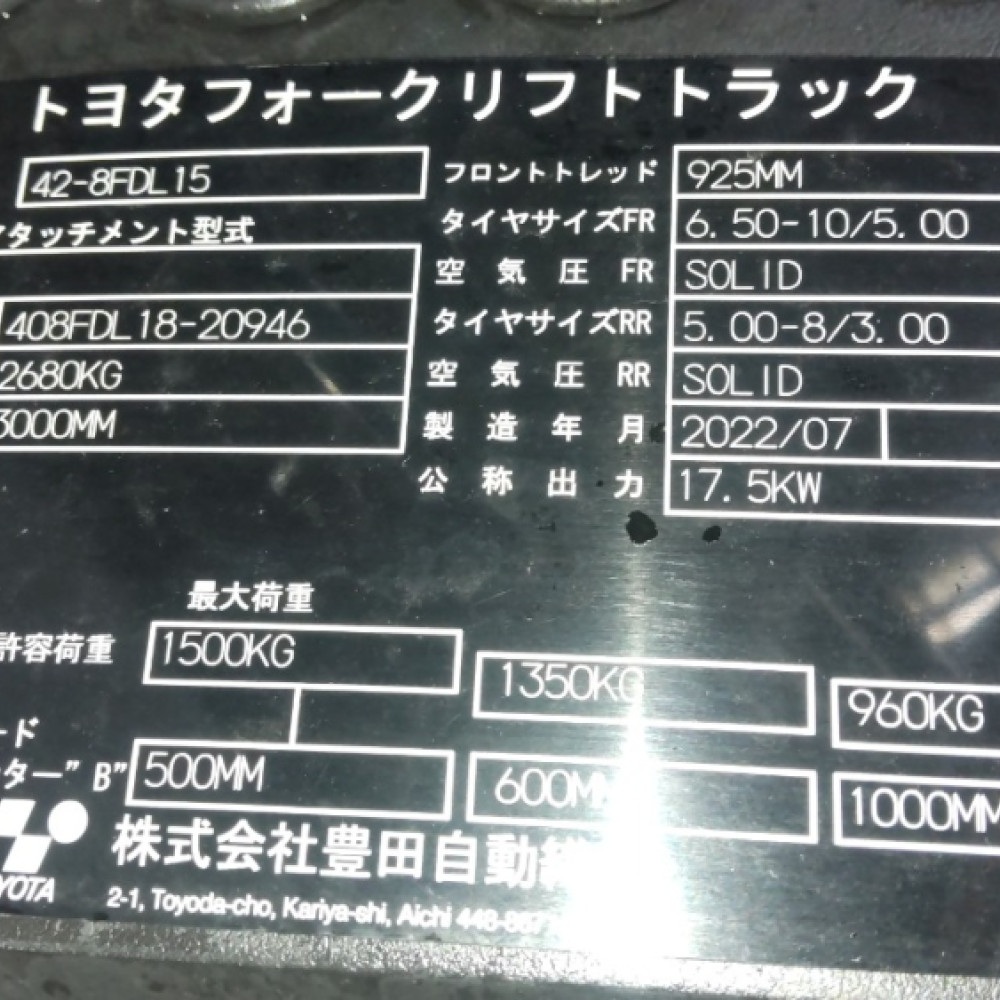 トヨタフォークリフトトラック
42-8FDL15 フロントトレッド 925MM
タッチメント型式 タイヤサイズFR 6.50-10/5.00
空気圧FR SOLID
408FDL18-20946 タイヤサイズRR 5.00-8/3.00
2680KG 空気圧RR SOLID
3000MM 製造年月 2022/07
公称出力 17.5KW
最大荷重
許容荷重 1500KG 1350KG 960KG
ード
ター"B" 500MM 600MM 1000MM
株式会社豊田自動
YOTA 2-1, Toyoda-cho, Kariya-shi, Aichi